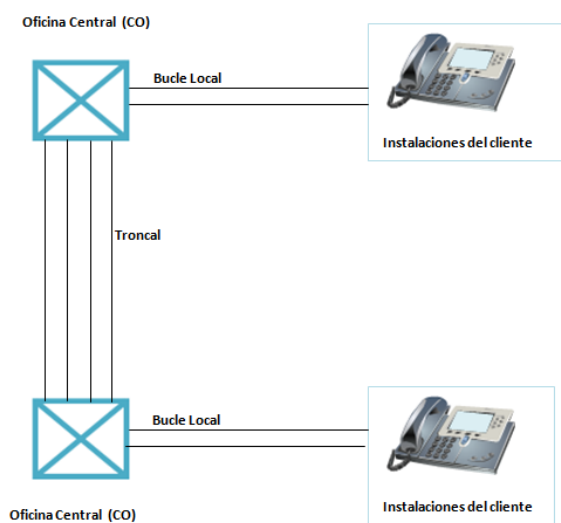 Oficina Central (CO)
Bucle Local
Instalaciones del cliente
Troncal
Bucle Local
Instalaciones del cliente
Oficina Central (CO)